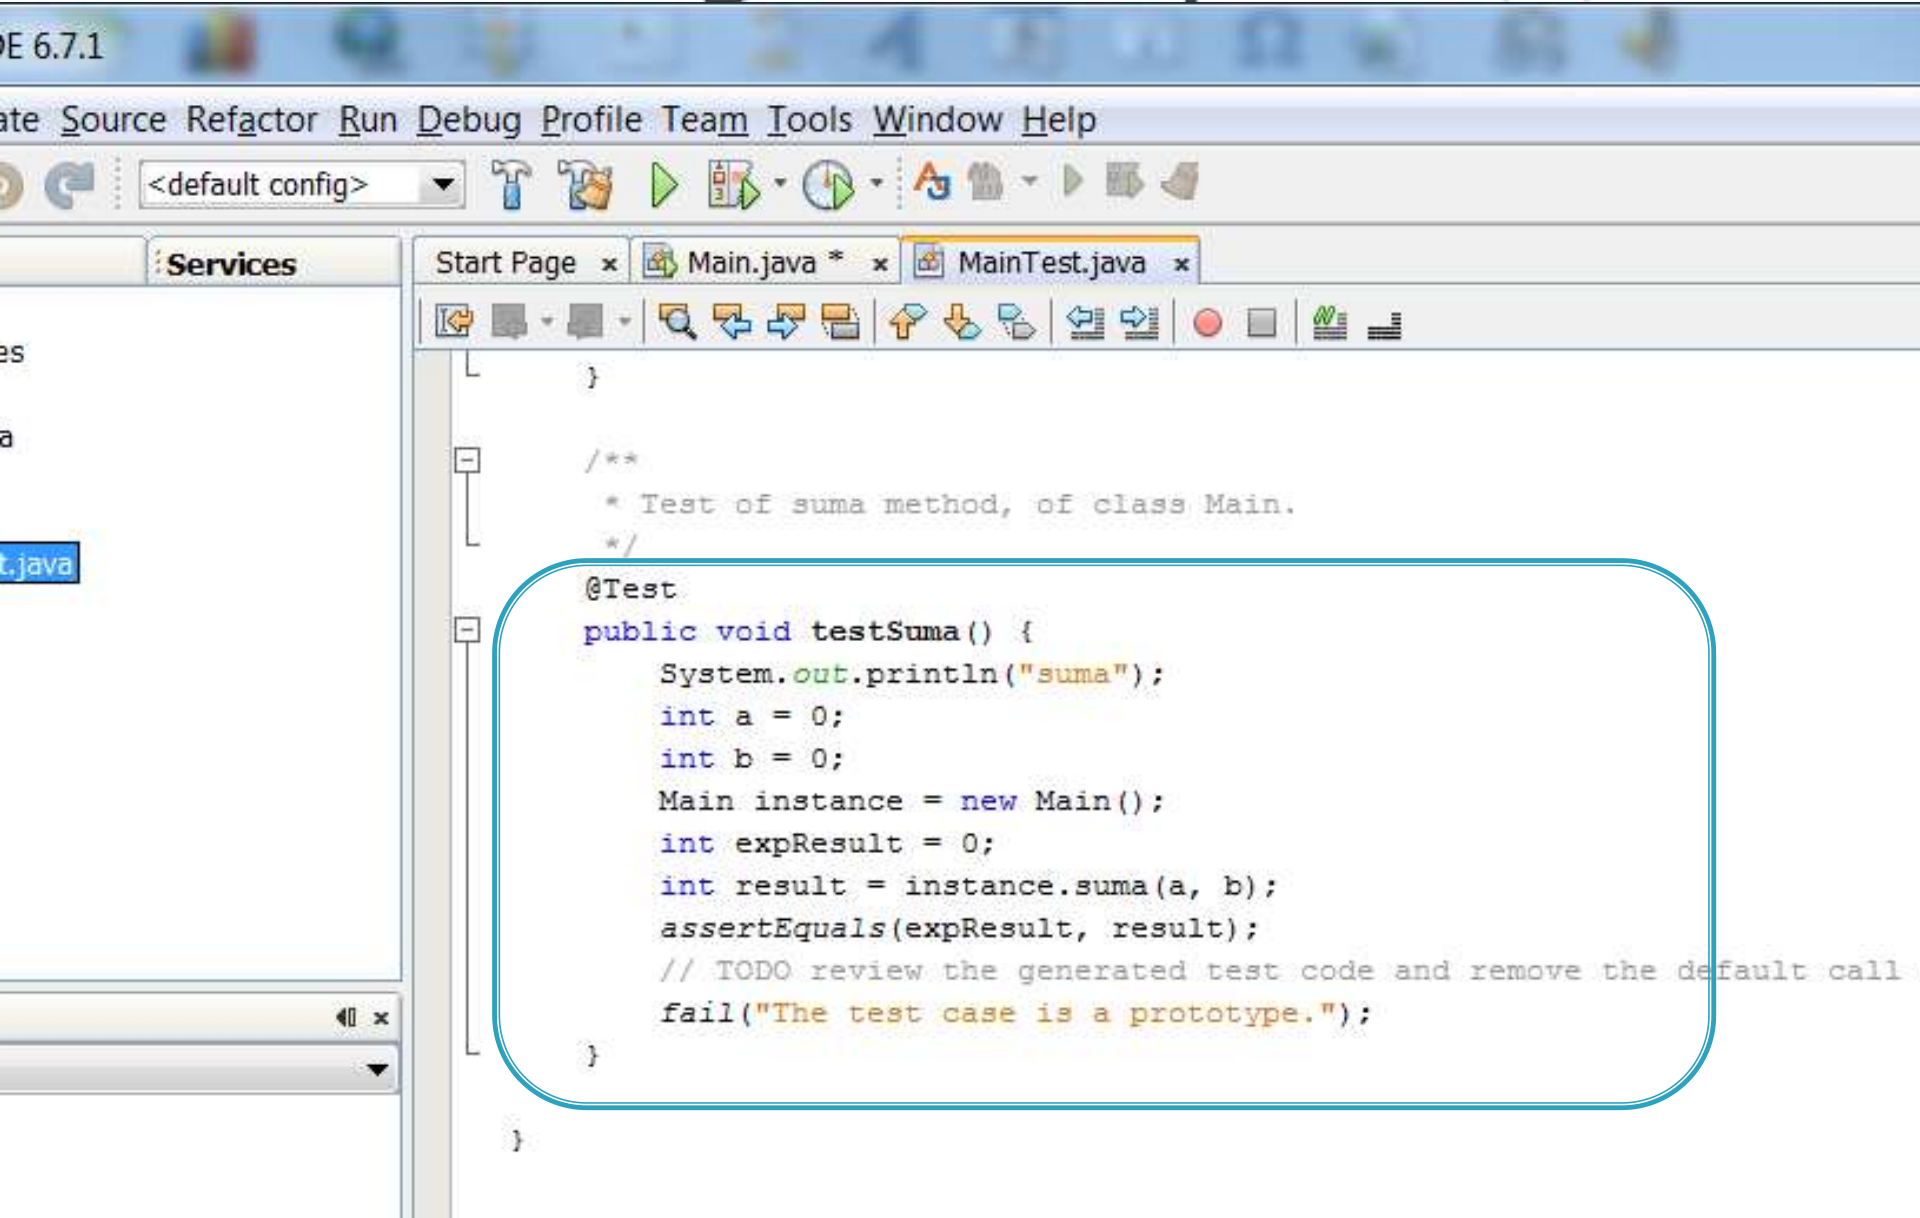 DE 6.7.1
ate Source Refactor Run Debug Profile Team Tools Window Help
<default config>
Services
Start Page x Main.java * x MainTest.java x
es
a
t.java
}
/**
* Test of suma method, of class Main.
*/
@Test
public void testSuma() {
System.out.println("suma");
int a = 0;
int b = 0;
Main instance = new Main();
int expResult = 0;
int result = instance.suma(a, b);
assertEquals(expResult, result);
// TODO review the generated test code and remove the default call
fail("The test case is a prototype.");
}
}